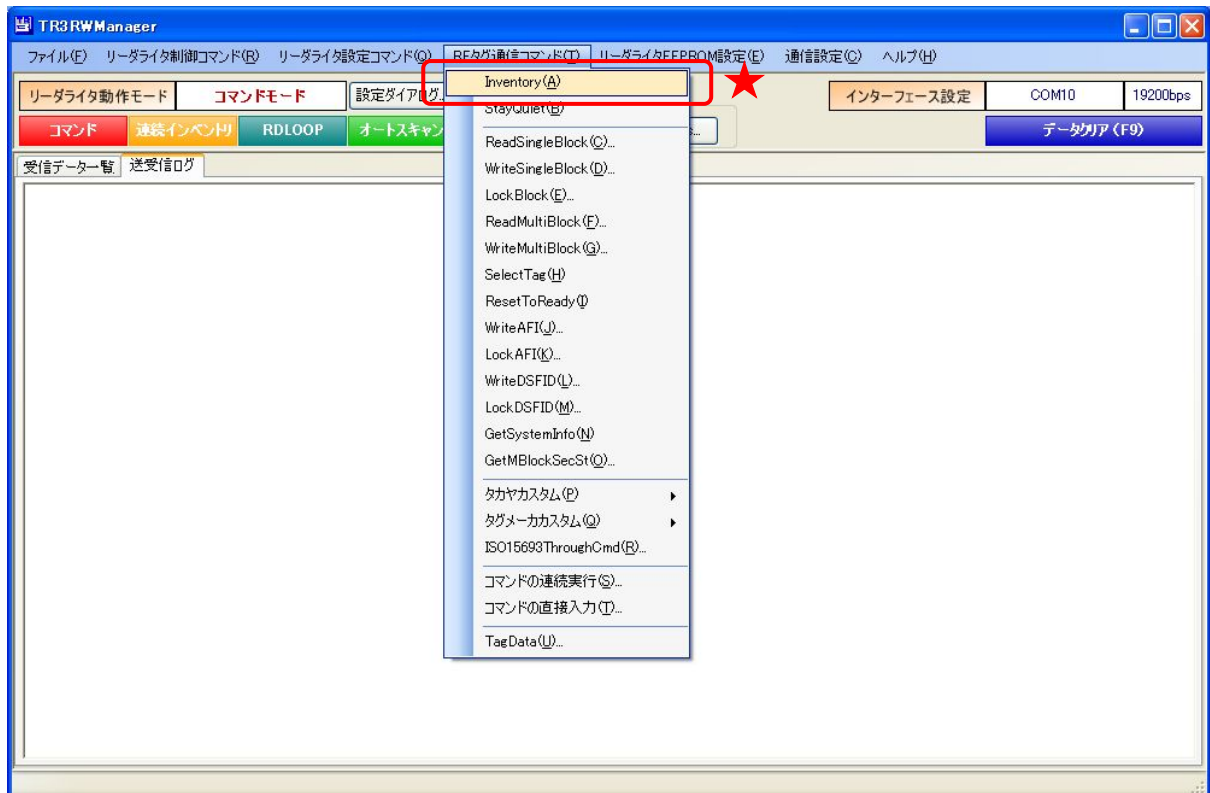 TR3RWManager
ファイル(F) リーダライタ制御コマンド(R) リーダライタ設定コマンド(Q) RFタグ通信コマンド(T) リーダライタEEPROM設定(E) 通信設定(C) ヘルプ(H)
リーダライタ動作モード コマンドモード 設定ダイアログ インターフェース設定 COM10 19200bps
コマンド 連続インベントリ RDLOOP オートスキャン データクリア(F9)
受信データ一覧 送受信ログ
Inventory(A)
StayQuiet(B)
ReadSingleBlock(C)...
WriteSingleBlock(D)...
LockBlock(E)...
ReadMultiBlock(F)...
WriteMultiBlock(G)...
SelectTag(H)
ResetToReady(I)
WriteAFI(J)...
LockAFI(K)...
WriteDSFID(L)...
LockDSFID(M)...
GetSystemInfo(N)
GetMBlockSecSt(O)...
タカヤカスタム(P)
タグメーカカスタム(Q)
ISO15693ThroughCmd(R)...
コマンドの連続実行(S)...
コマンドの直接入力(T)...
TagData(U)...